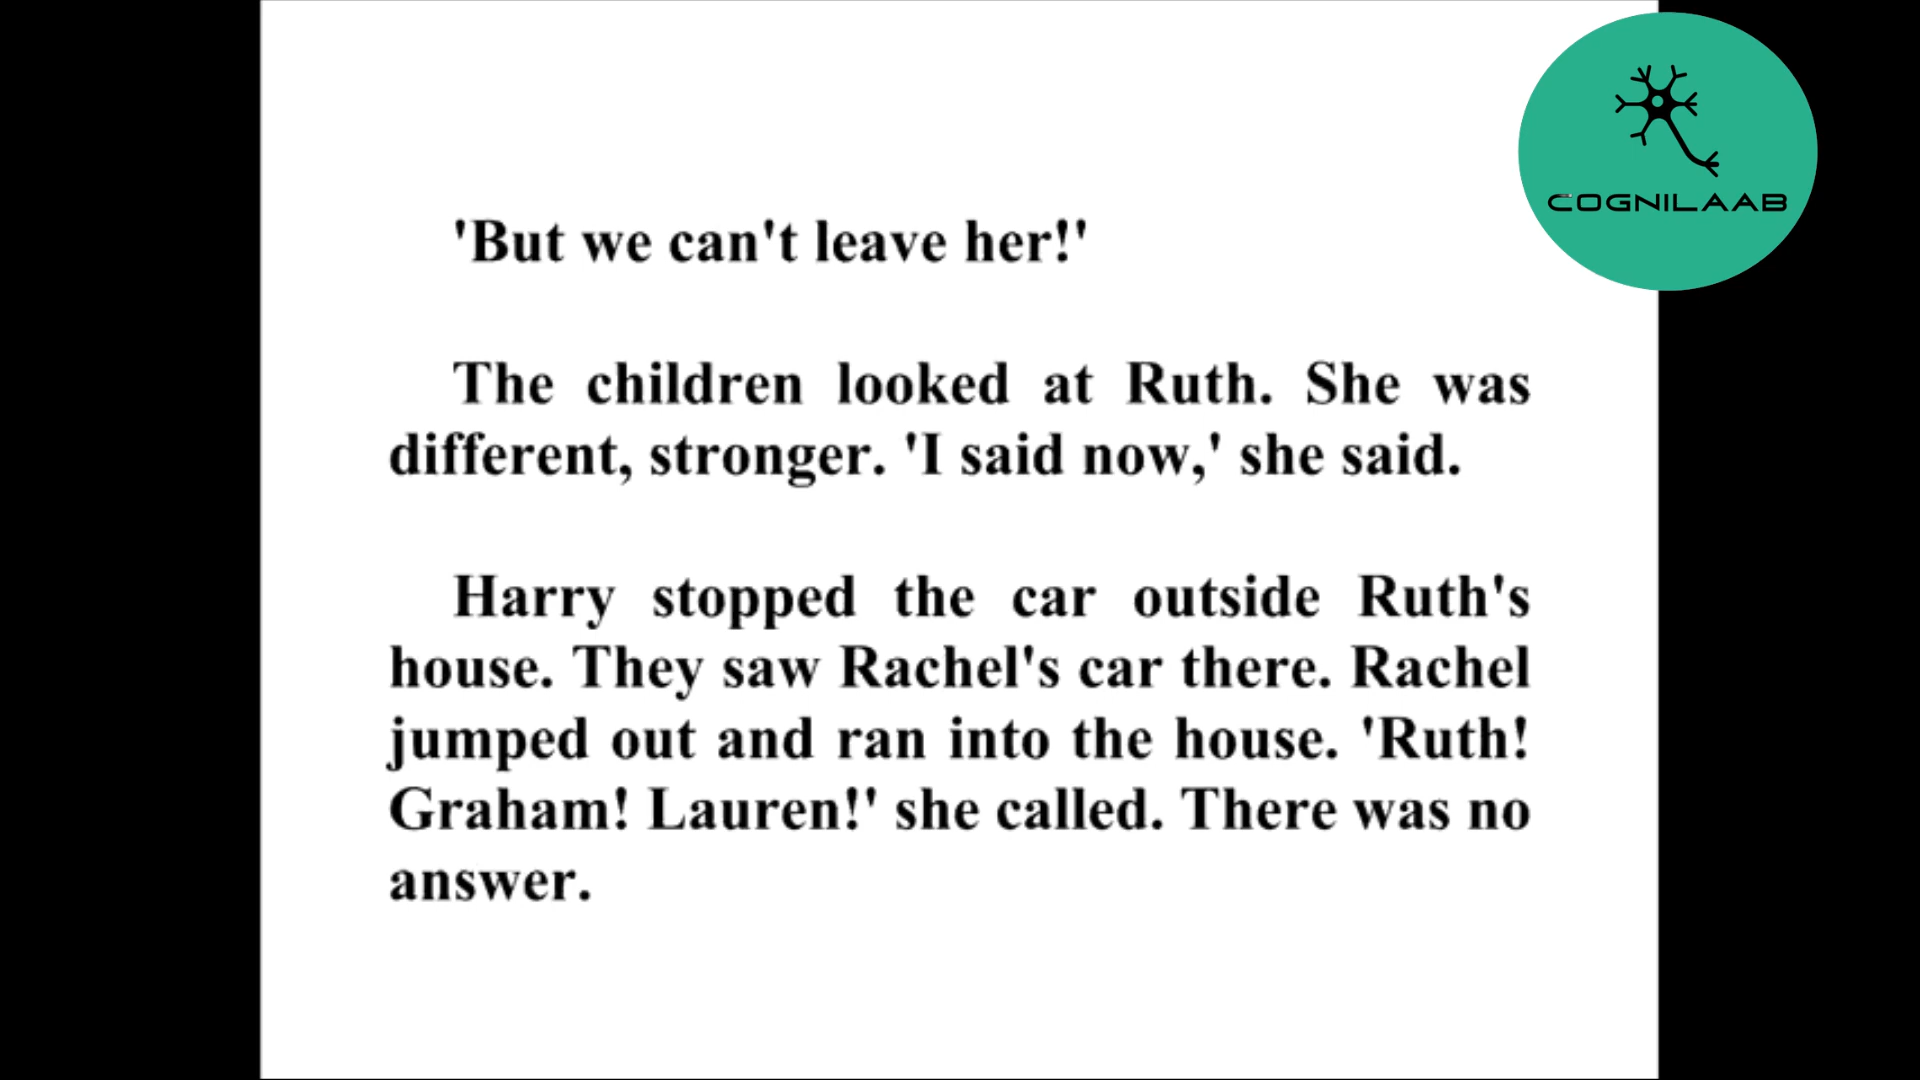 COGNILAAB
'But we can't leave her!'
The children looked at Ruth. She was
different, stronger. 'I said now,' she said.
Harry stopped the car outside Ruth's
house. They saw Rachel's car there. Rachel
jumped out and ran into the house. 'Ruth!
Graham! Lauren!' she called. There was no
answer.